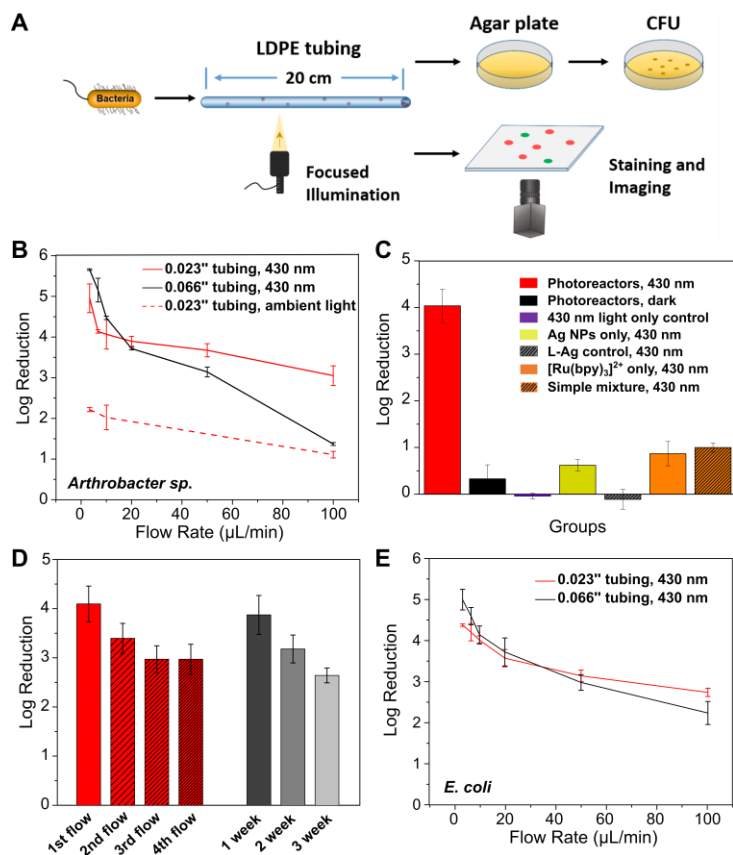 A
LDPE tubing
20 cm
Bacteria
Focused
Illumination
Agar plate
CFU
Staining and
Imaging
B
0.023" tubing, 430 nm
0.066" tubing, 430 nm
0.023" tubing, ambient light
Log Reduction
6
5
4
3
2
1
0
Arthrobacter sp.
0
20
40
60
80
100
Flow Rate (µL/min)
C
Photoreactors, 430 nm
Photoreactors, dark
430 nm light only control
Ag NPs only, 430 nm
L-Ag control, 430 nm
[Ru(bpy)₃]²⁺ only, 430 nm
Simple mixture, 430 nm
Log Reduction
5
4
3
2
1
0
Groups
D
Log Reduction
5
4
3
2
1
0
1st flow
2nd flow
3rd flow
4th flow
1 week
2 week
3 week
E
0.023" tubing, 430 nm
0.066" tubing, 430 nm
Log Reduction
6
5
4
3
2
1
0
E. coli
0
20
40
60
80
100
Flow Rate (µL/min)